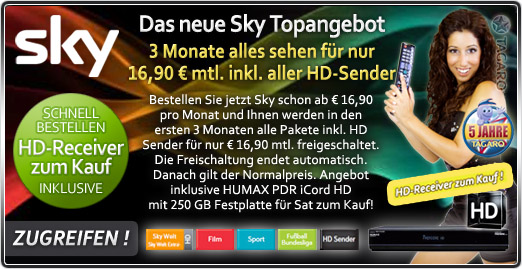 sky
Das neue Sky Topangebot
3 Monate alles sehen für nur
16,90 € mtl. inkl. aller HD-Sender
SCHNELL
BESTELLEN
HD-Receiver
zum Kauf
INKLUSIVE
Bestellen Sie jetzt Sky schon ab € 16,90
pro Monat und Ihnen werden in den
ersten 3 Monaten alle Pakete inkl. HD
Sender für nur € 16,90 mtl. freigeschaltet.
Die Freischaltung endet automatisch.
Danach gilt der Normalpreis. Angebot
inklusive HUMAX PDR iCord HD
mit 250 GB Festplatte für Sat zum Kauf!
TAGARO
5 JAHRE
TAGARO
HD-Receiver zum Kauf !
HD
ZUGREIFEN !
Sky Welt
Sky Welt Extra
HD
Film
Sport
Fußball
Bundesliga
HD Sender